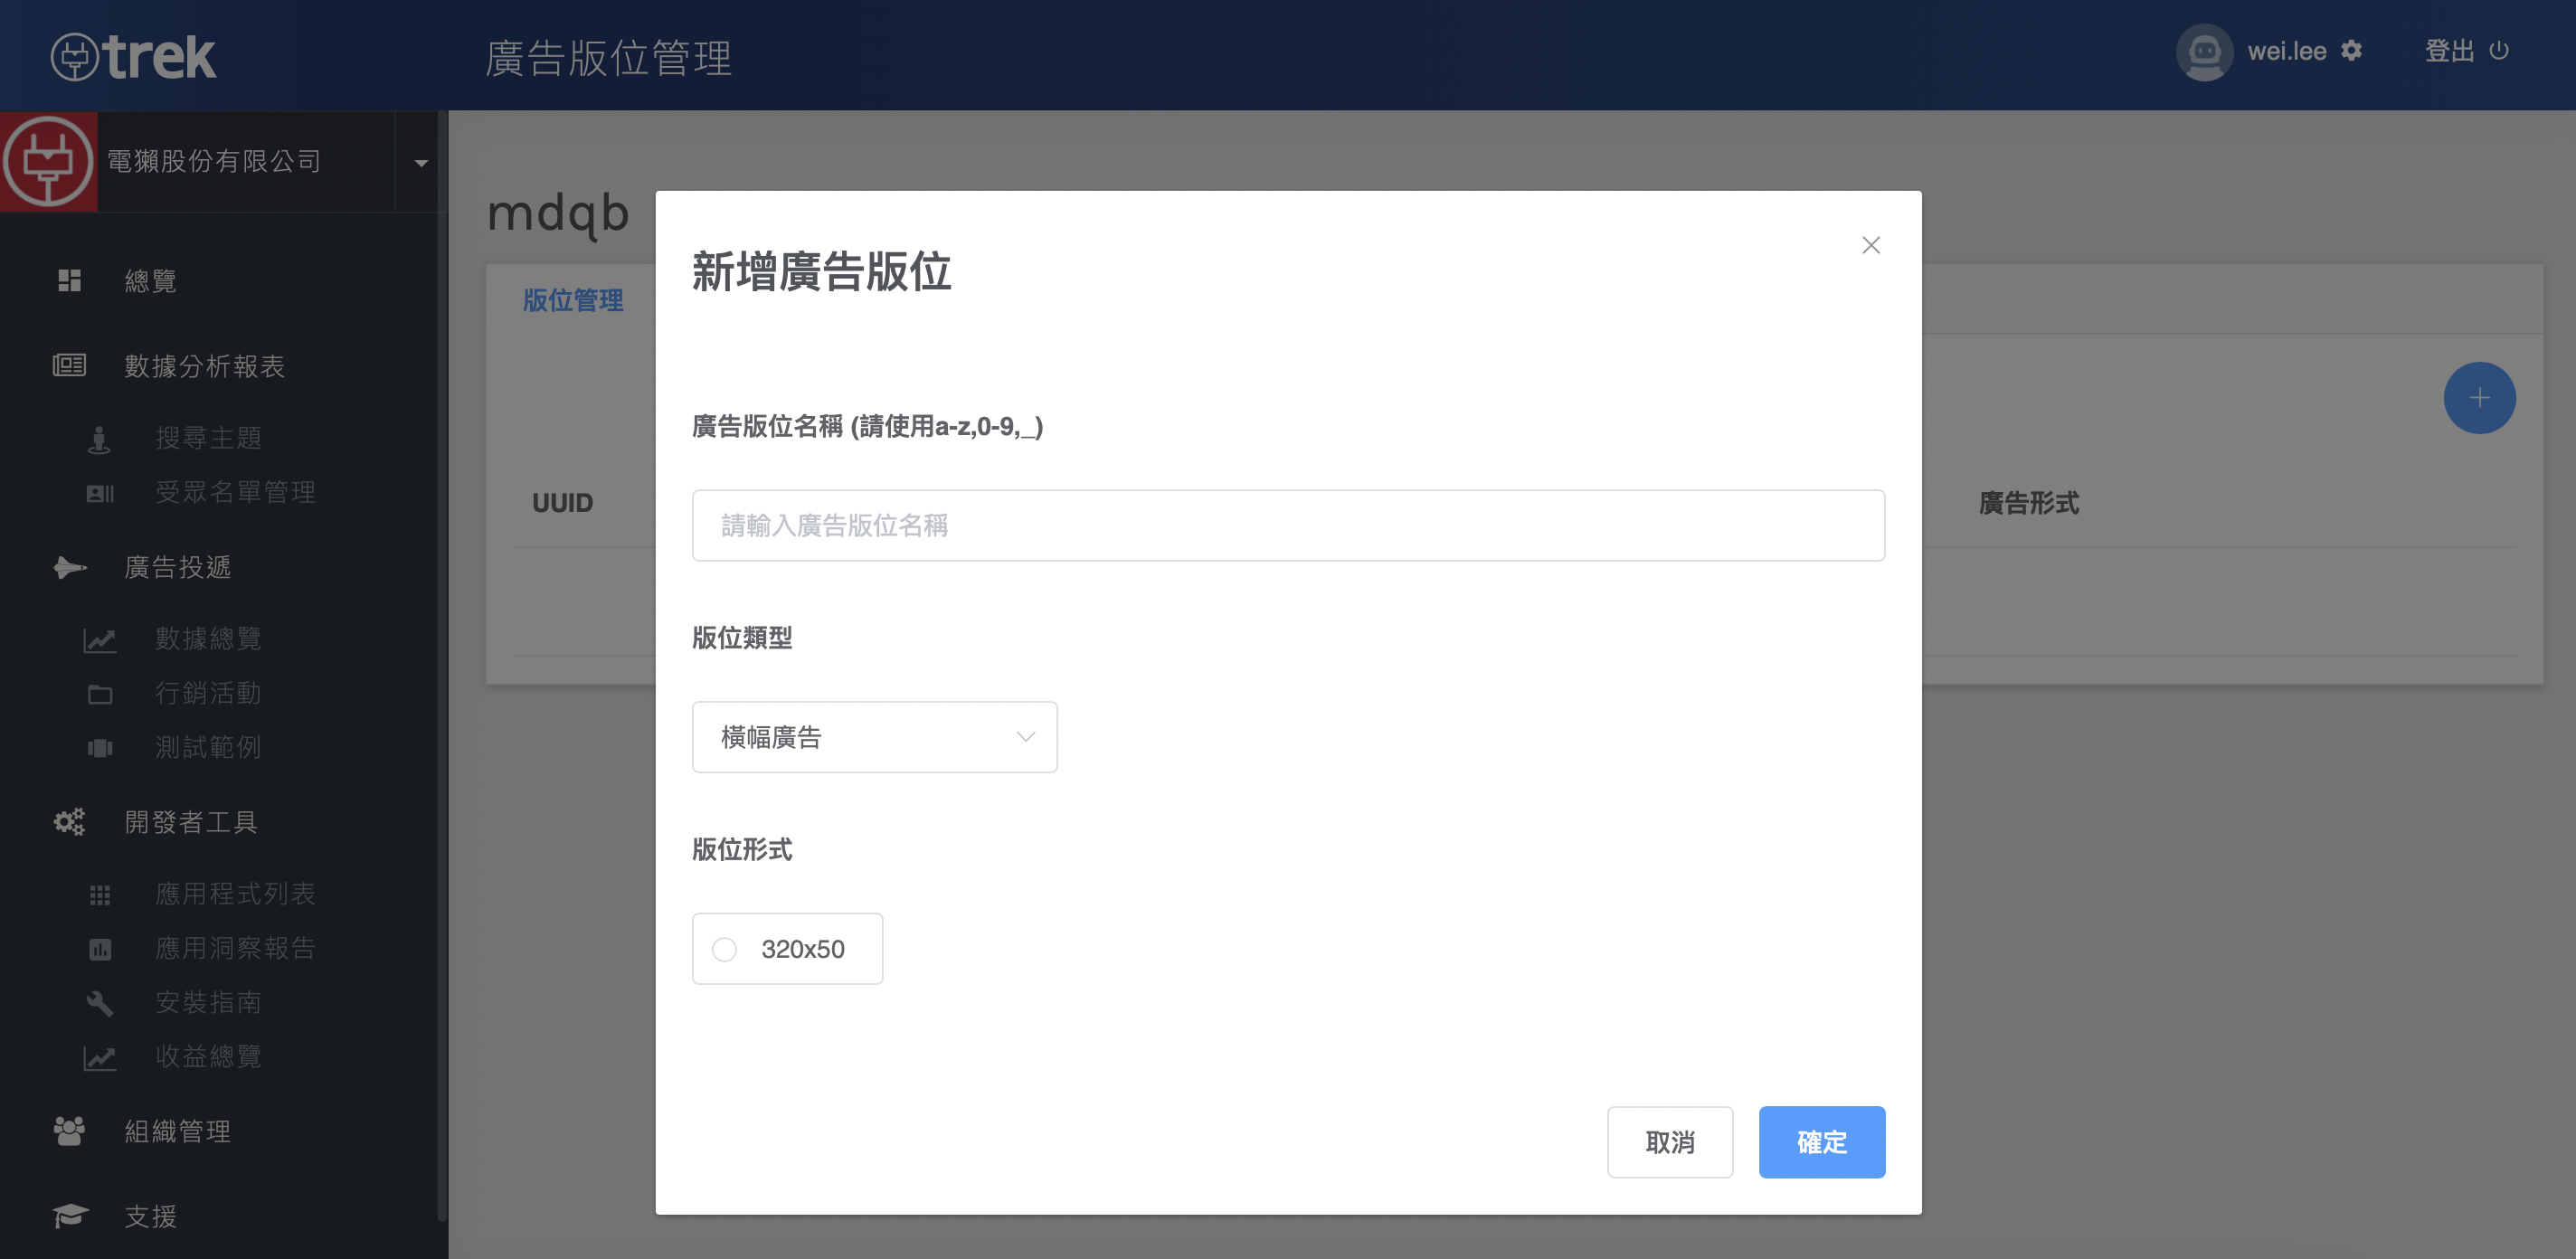 trek
廣告版位管理
wei.lee
登出
電獺股份有限公司
總覽
數據分析報表
搜尋主題
受眾名單管理
廣告投遞
數據總覽
行銷活動
測試範例
開發者工具
應用程式列表
應用洞察報告
安裝指南
收益總覽
組織管理
支援
mdqb
版位管理
UUID
廣告形式
新增廣告版位
廣告版位名稱 (請使用a-z,0-9,_)
請輸入廣告版位名稱
版位類型
橫幅廣告
版位形式
320x50
取消
確定